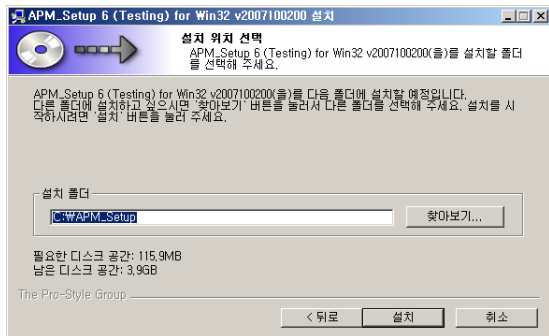 APM_Setup 6 (Testing) for Win32 v2007100200 설치
설치 위치 선택
APM_Setup 6 (Testing) for Win32 v2007100200(을)를 설치할 폴더
를 선택해 주세요.
APM_Setup 6 (Testing) for Win32 v2007100200(을)를 다음 폴더에 설치할 예정입니다.
다른 폴더에 설치하고 싶으시면 '찾아보기' 버튼을 눌러서 다른 폴더를 선택해 주세요. 설치를 시
작하시려면 '설치' 버튼을 눌러 주세요.
설치 폴더
C:₩APM_Setup
찾아보기...
필요한 디스크 공간: 115.9MB
남은 디스크 공간: 3.9GB
The Pro-Style Group
< 뒤로
설치
취소